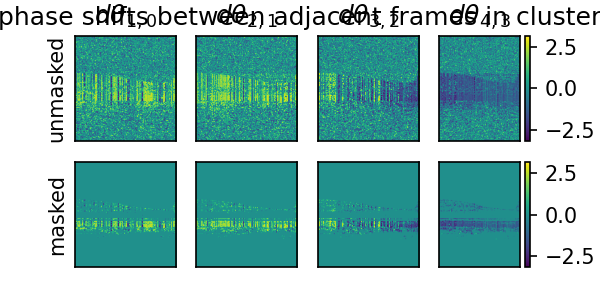 phase shifts between adjacent frames in cluster
dθ1,0 dθ2,1 dθ3,2 dθ4,3
unmasked
2.5
0.0
−2.5
masked
2.5
0.0
−2.5